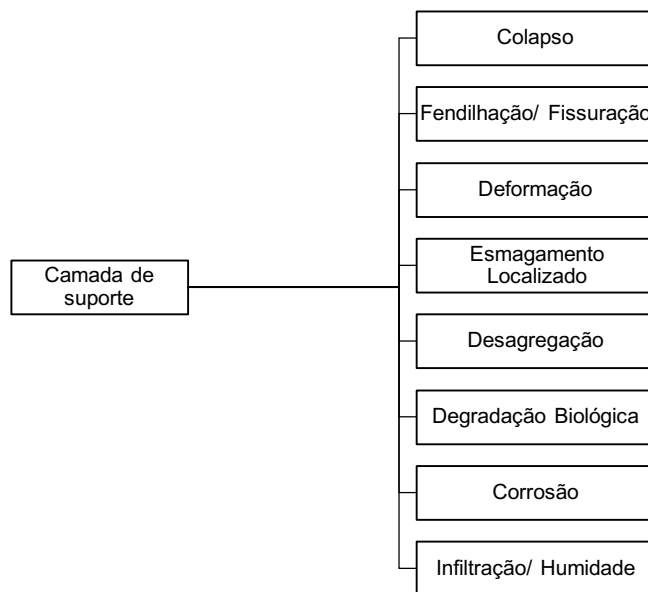 Colapso
Fendilhação/ Fissuração
Deformação
Esmagamento
Localizado
Camada de
suporte
Desagregação
Degradação Biológica
Corrosão
Infiltração/ Humidade